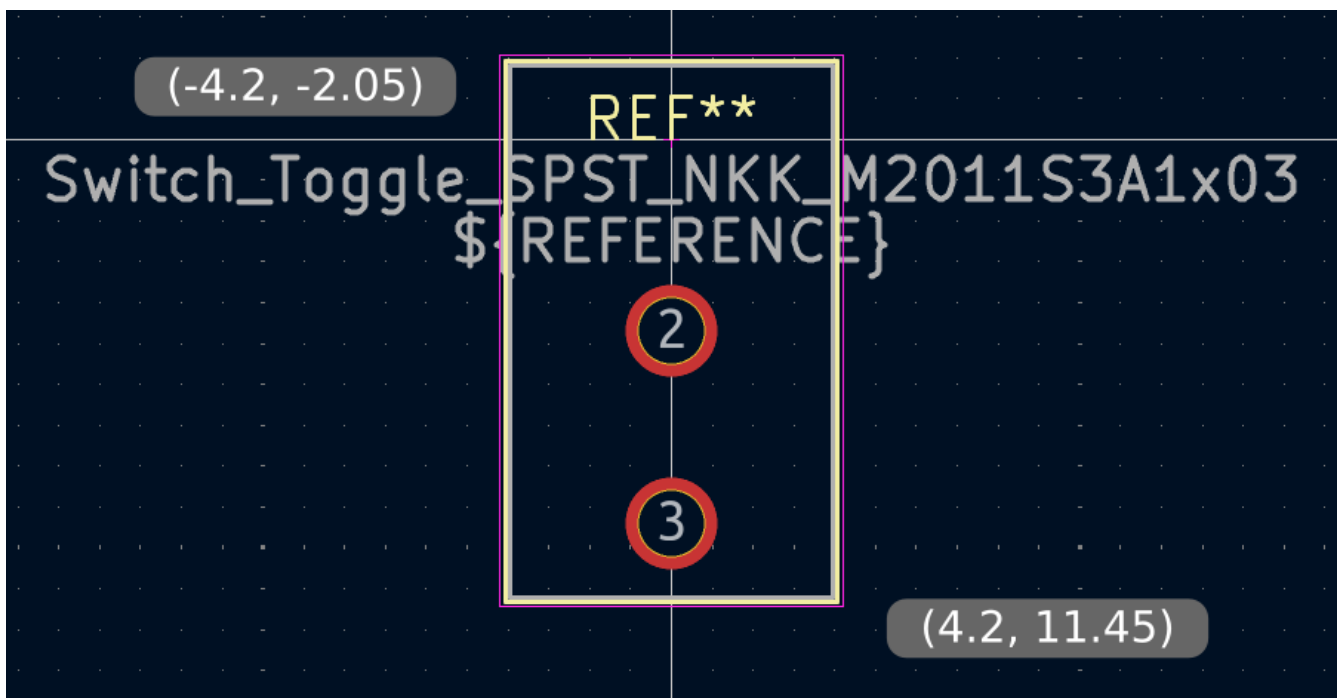 (-4.2, -2.05)
REF**
Switch_Toggle_SPST_NKK_M2011S3A1x03
${REFERENCE}
2
3
(4.2, 11.45)